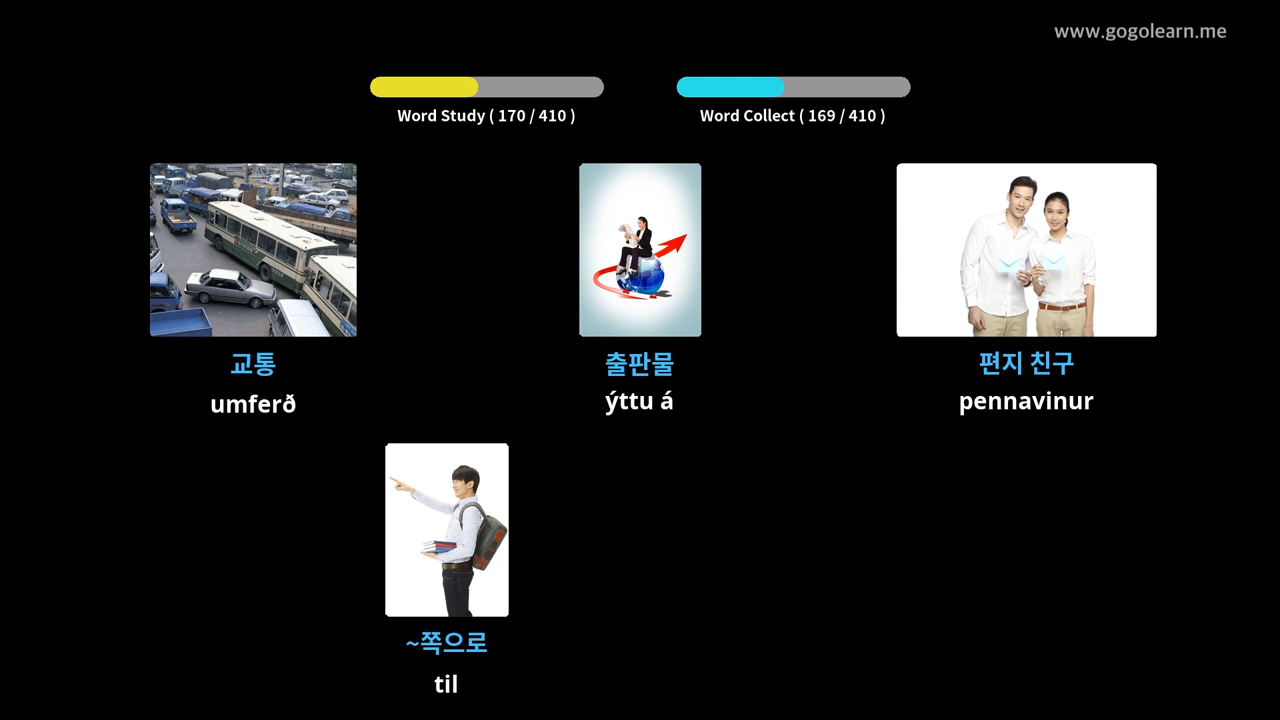 www.gogolearn.me
Word Study ( 170 / 410 )
Word Collect ( 169 / 410 )
교통
umferð
출판물
ýttu á
편지 친구
pennavinur
~쪽으로
til